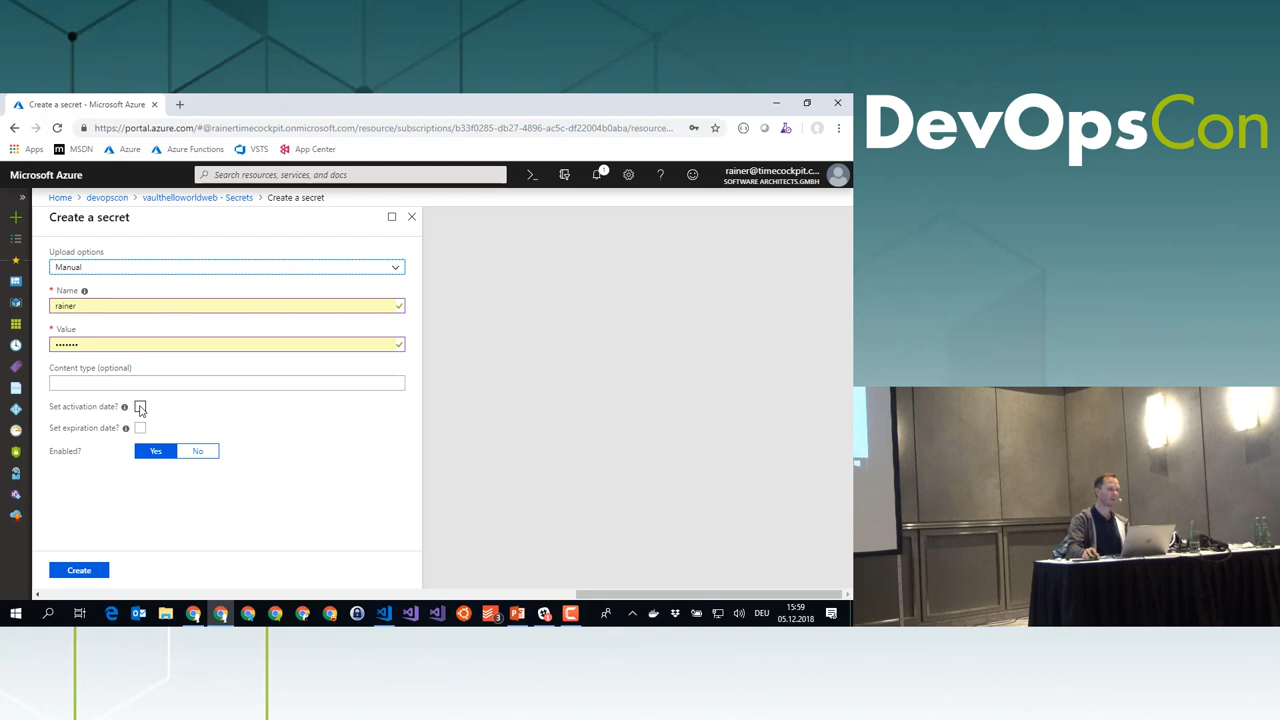 DevOpsCon
Create a secret - Microsoft Azure
https://portal.azure.com/#@rainertimecockpit.onmicrosoft.com/resource/subscriptions/b33f0285-db27-4896-ac5c-df22004b0aba/resource...
Apps MSDN Azure Azure Functions VSTS App Center
Microsoft Azure
Search resources, services, and docs
1
rainer@timecockpit.c...
SOFTWARE ARCHITECTS.GMBH
Home > devopscon > vaulthelloworldweb - Secrets > Create a secret
Create a secret
Upload options
Manual
* Name
rainer
* Value
•••••••
Content type (optional)
Set activation date?
Set expiration date?
Enabled? Yes No
Create
3
DEU
15:59
05.12.2018